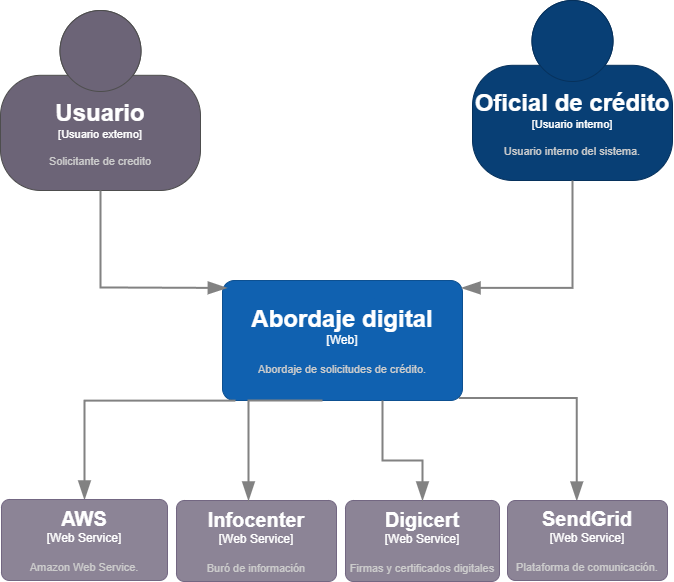 Usuario
[Usuario externo]
Solicitante de credito
Oficial de crédito
[Usuario interno]
Usuario interno del sistema.
Abordaje digital
[Web]
Abordaje de solicitudes de crédito.
AWS
[Web Service]
Amazon Web Service.
Infocenter
[Web Service]
Buró de información
Digicert
[Web Service]
Firmas y certificados digitales
SendGrid
[Web Service]
Plataforma de comunicación.